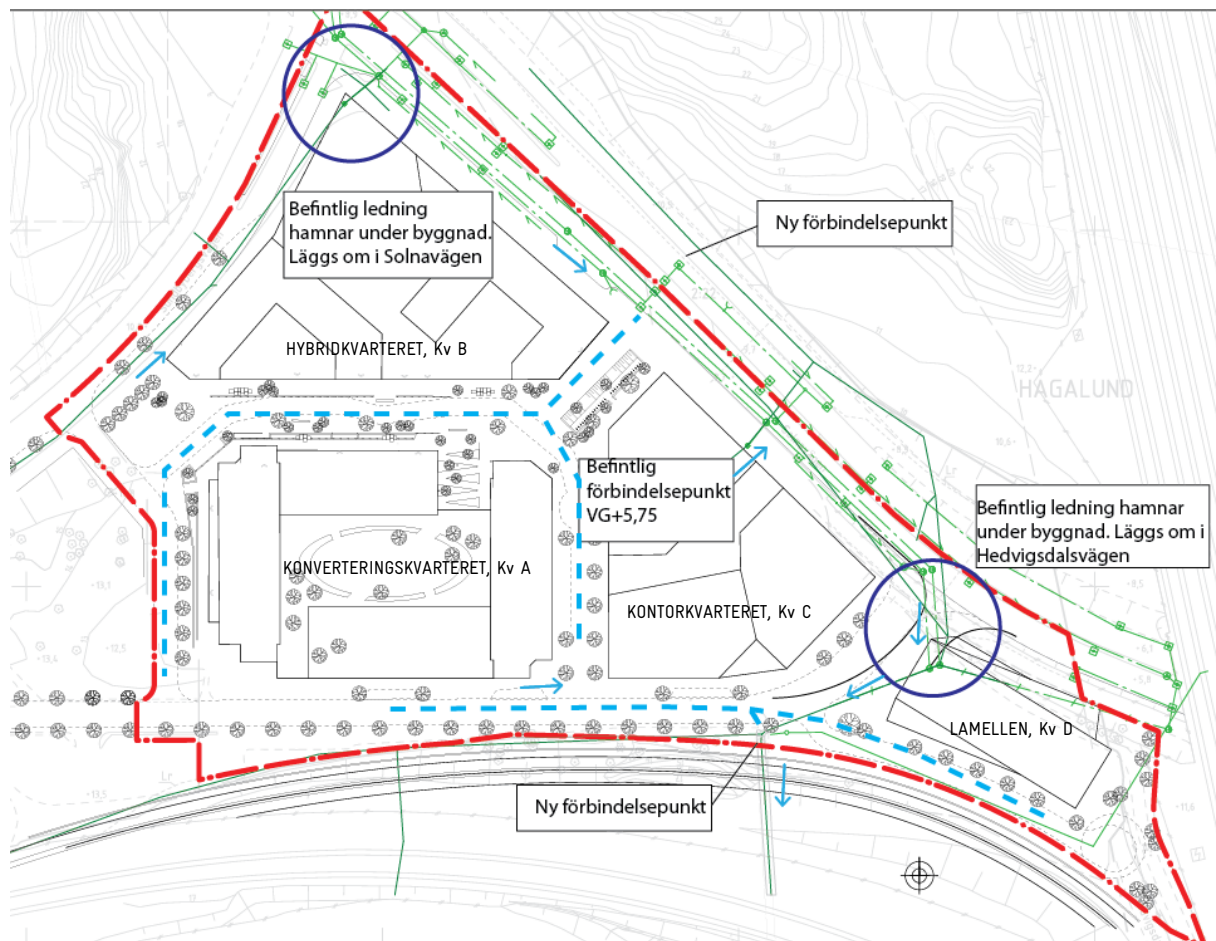 Befintlig ledning
hamnar under byggnad.
Läggs om i Solnavägen
Ny förbindelsepunkt
HYBRIDKVARTERET, Kv B
HAGALUND
Befintlig
förbindelsepunkt
VG+5,75
Befintlig ledning hamnar
under byggnad. Läggs om i
Hedvigsdalsvägen
KONVERTERINGSKVARTERET, Kv A
KONTORKVARTERET, Kv C
LAMELLEN, Kv D
Ny förbindelsepunkt